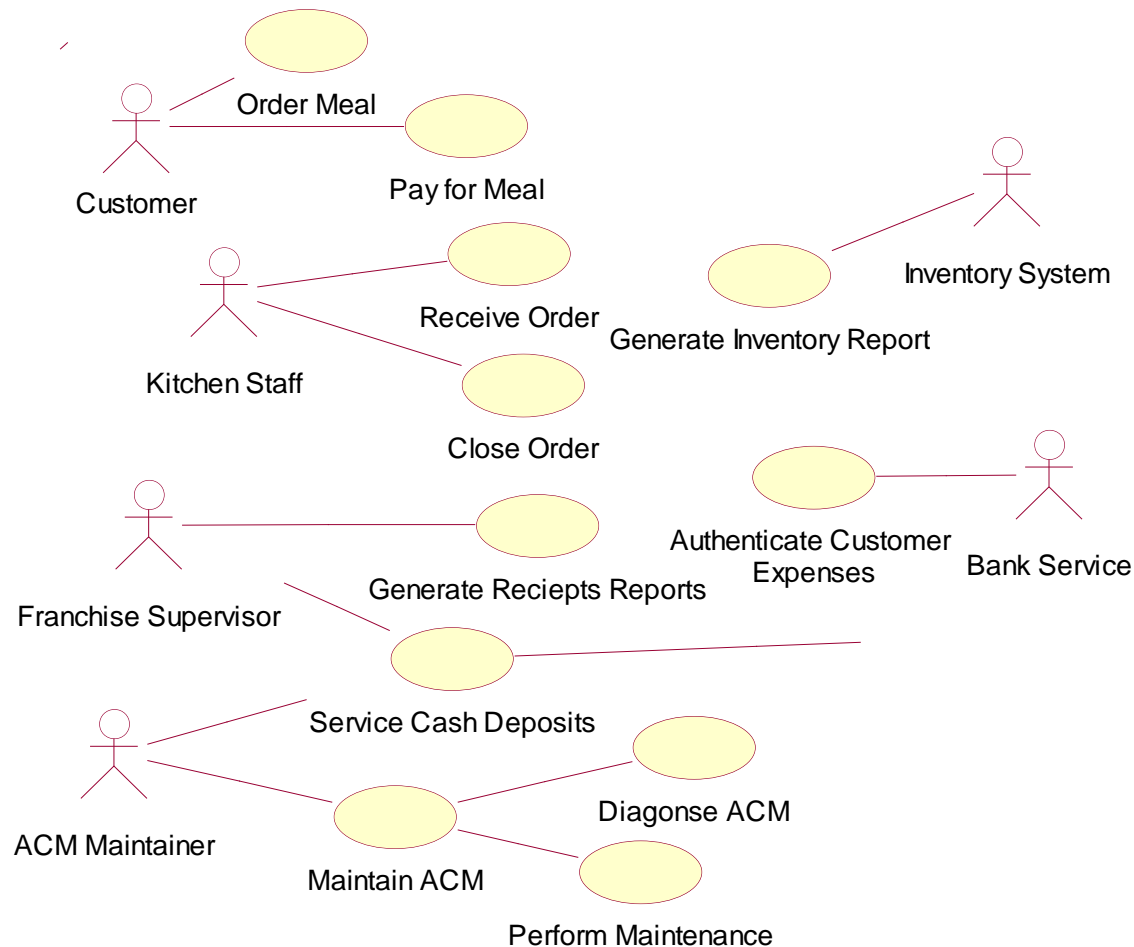 Order Meal
Customer
Pay for Meal
Inventory System
Receive Order
Generate Inventory Report
Kitchen Staff
Close Order
Authenticate Customer
Expenses
Bank Service
Generate Reciepts Reports
Franchise Supervisor
Service Cash Deposits
Diagonse ACM
ACM Maintainer
Maintain ACM
Perform Maintenance